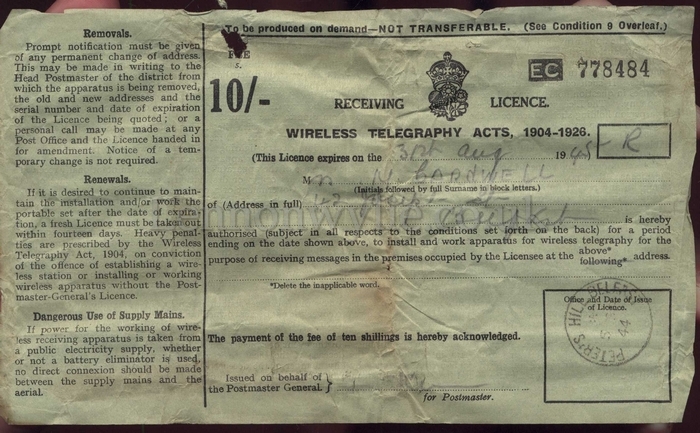 To be produced on demand—NOT TRANSFERABLE. (See Condition 9 Overleaf.)
Removals.
Prompt notification must be given
of any permanent change of address.
This may be made in writing to the
Head Postmaster of the district from
which the apparatus is being removed,
the old and new addresses and the
serial number and date of expiration
of the Licence being quoted; or a
personal call may be made at any
Post Office and the Licence handed in
for amendment. Notice of a tem-
porary change is not required.
Renewals.
If it is desired to continue to main-
tain the installation and/or work the
portable set after the date of expira-
tion, a fresh Licence must be taken out
within fourteen days. Heavy penal-
ties are prescribed by the Wireless
Telegraphy Act, 1904, on conviction
of the offence of establishing a wire-
less station or installing or working
wireless apparatus without the Post-
master-General's Licence.
Dangerous Use of Supply Mains.
If power for the working of wire-
less receiving apparatus is taken
from a public electricity supply, whether
or not a battery eliminator is used,
no direct connexion should be made
between the supply mains and the
aerial.
s.
10/-
RECEIVING LICENCE.
EC 778484
WIRELESS TELEGRAPHY ACTS, 1904-1926.
(This Licence expires on the 31st Aug 1945) R
M
(Initials followed by full Surname in block letters.)
of (Address in full)
is hereby
authorised (subject in all respects to the conditions set forth on the back) for a period
ending on the date shown above, to install and work apparatus for wireless telegraphy for the
purpose of receiving messages in the premises occupied by the Licensee at the above* following* address.
*Delete the inapplicable word.
Office and Date of Issue
of Licence.
PETERS HILL BELFAST
44
The payment of the fee of ten shillings is hereby acknowledged.
Issued on behalf of
the Postmaster General.
for Postmaster.